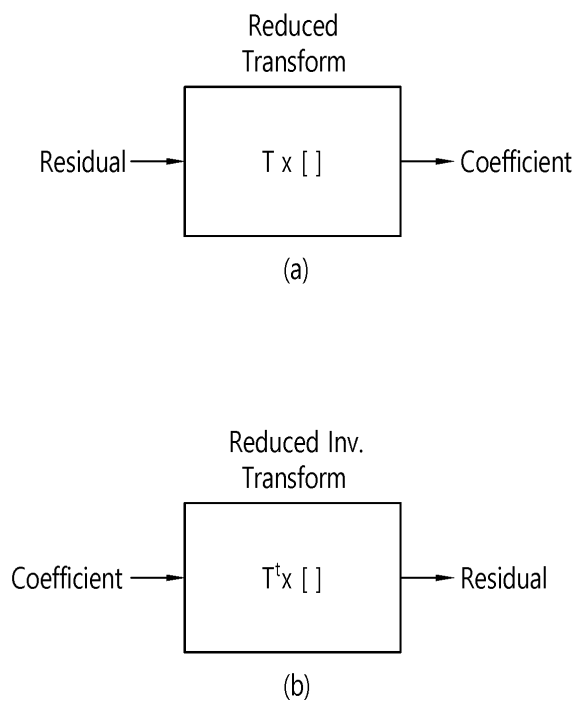 Reduced
Transform
Residual
T x [ ]
Coefficient
(a)
Reduced Inv.
Transform
Coefficient
Tᵗx [ ]
Residual
(b)